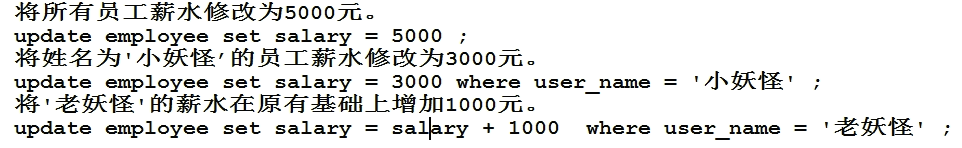 将所有员工薪水修改为5000元。
update employee set salary = 5000 ;
将姓名为'小妖怪’的员工薪水修改为3000元。
update employee set salary = 3000 where user_name = '小妖怪' ;
将'老妖怪'的薪水在原有基础上增加1000元。
update employee set salary = salary + 1000  where user_name = '老妖怪' ;